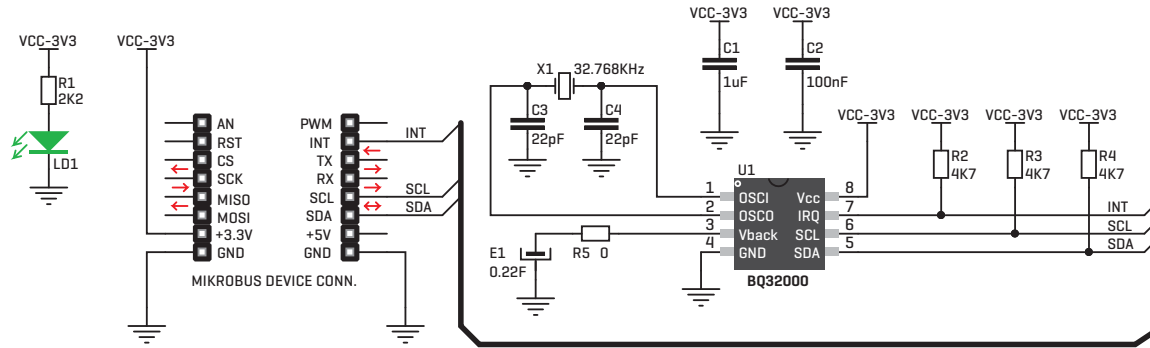 VCC-3V3
R1
2K2
LD1
VCC-3V3
AN
RST
CS
SCK
MISO
MOSI
+3.3V
GND
PWM
INT
TX
RX
SCL
SDA
+5V
GND
INT
SCL
SDA
MIKROBUS DEVICE CONN.
X1
32.768KHz
C3
22pF
C4
22pF
VCC-3V3
C1
1uF
VCC-3V3
C2
100nF
E1
0.22F
R5 0
U1
1 OSCI Vcc 8
2 OSCO IRQ 7
3 Vback SCL 6
4 GND SDA 5
BQ32000
VCC-3V3
VCC-3V3
R2
4K7
VCC-3V3
R3
4K7
VCC-3V3
R4
4K7
INT
SCL
SDA